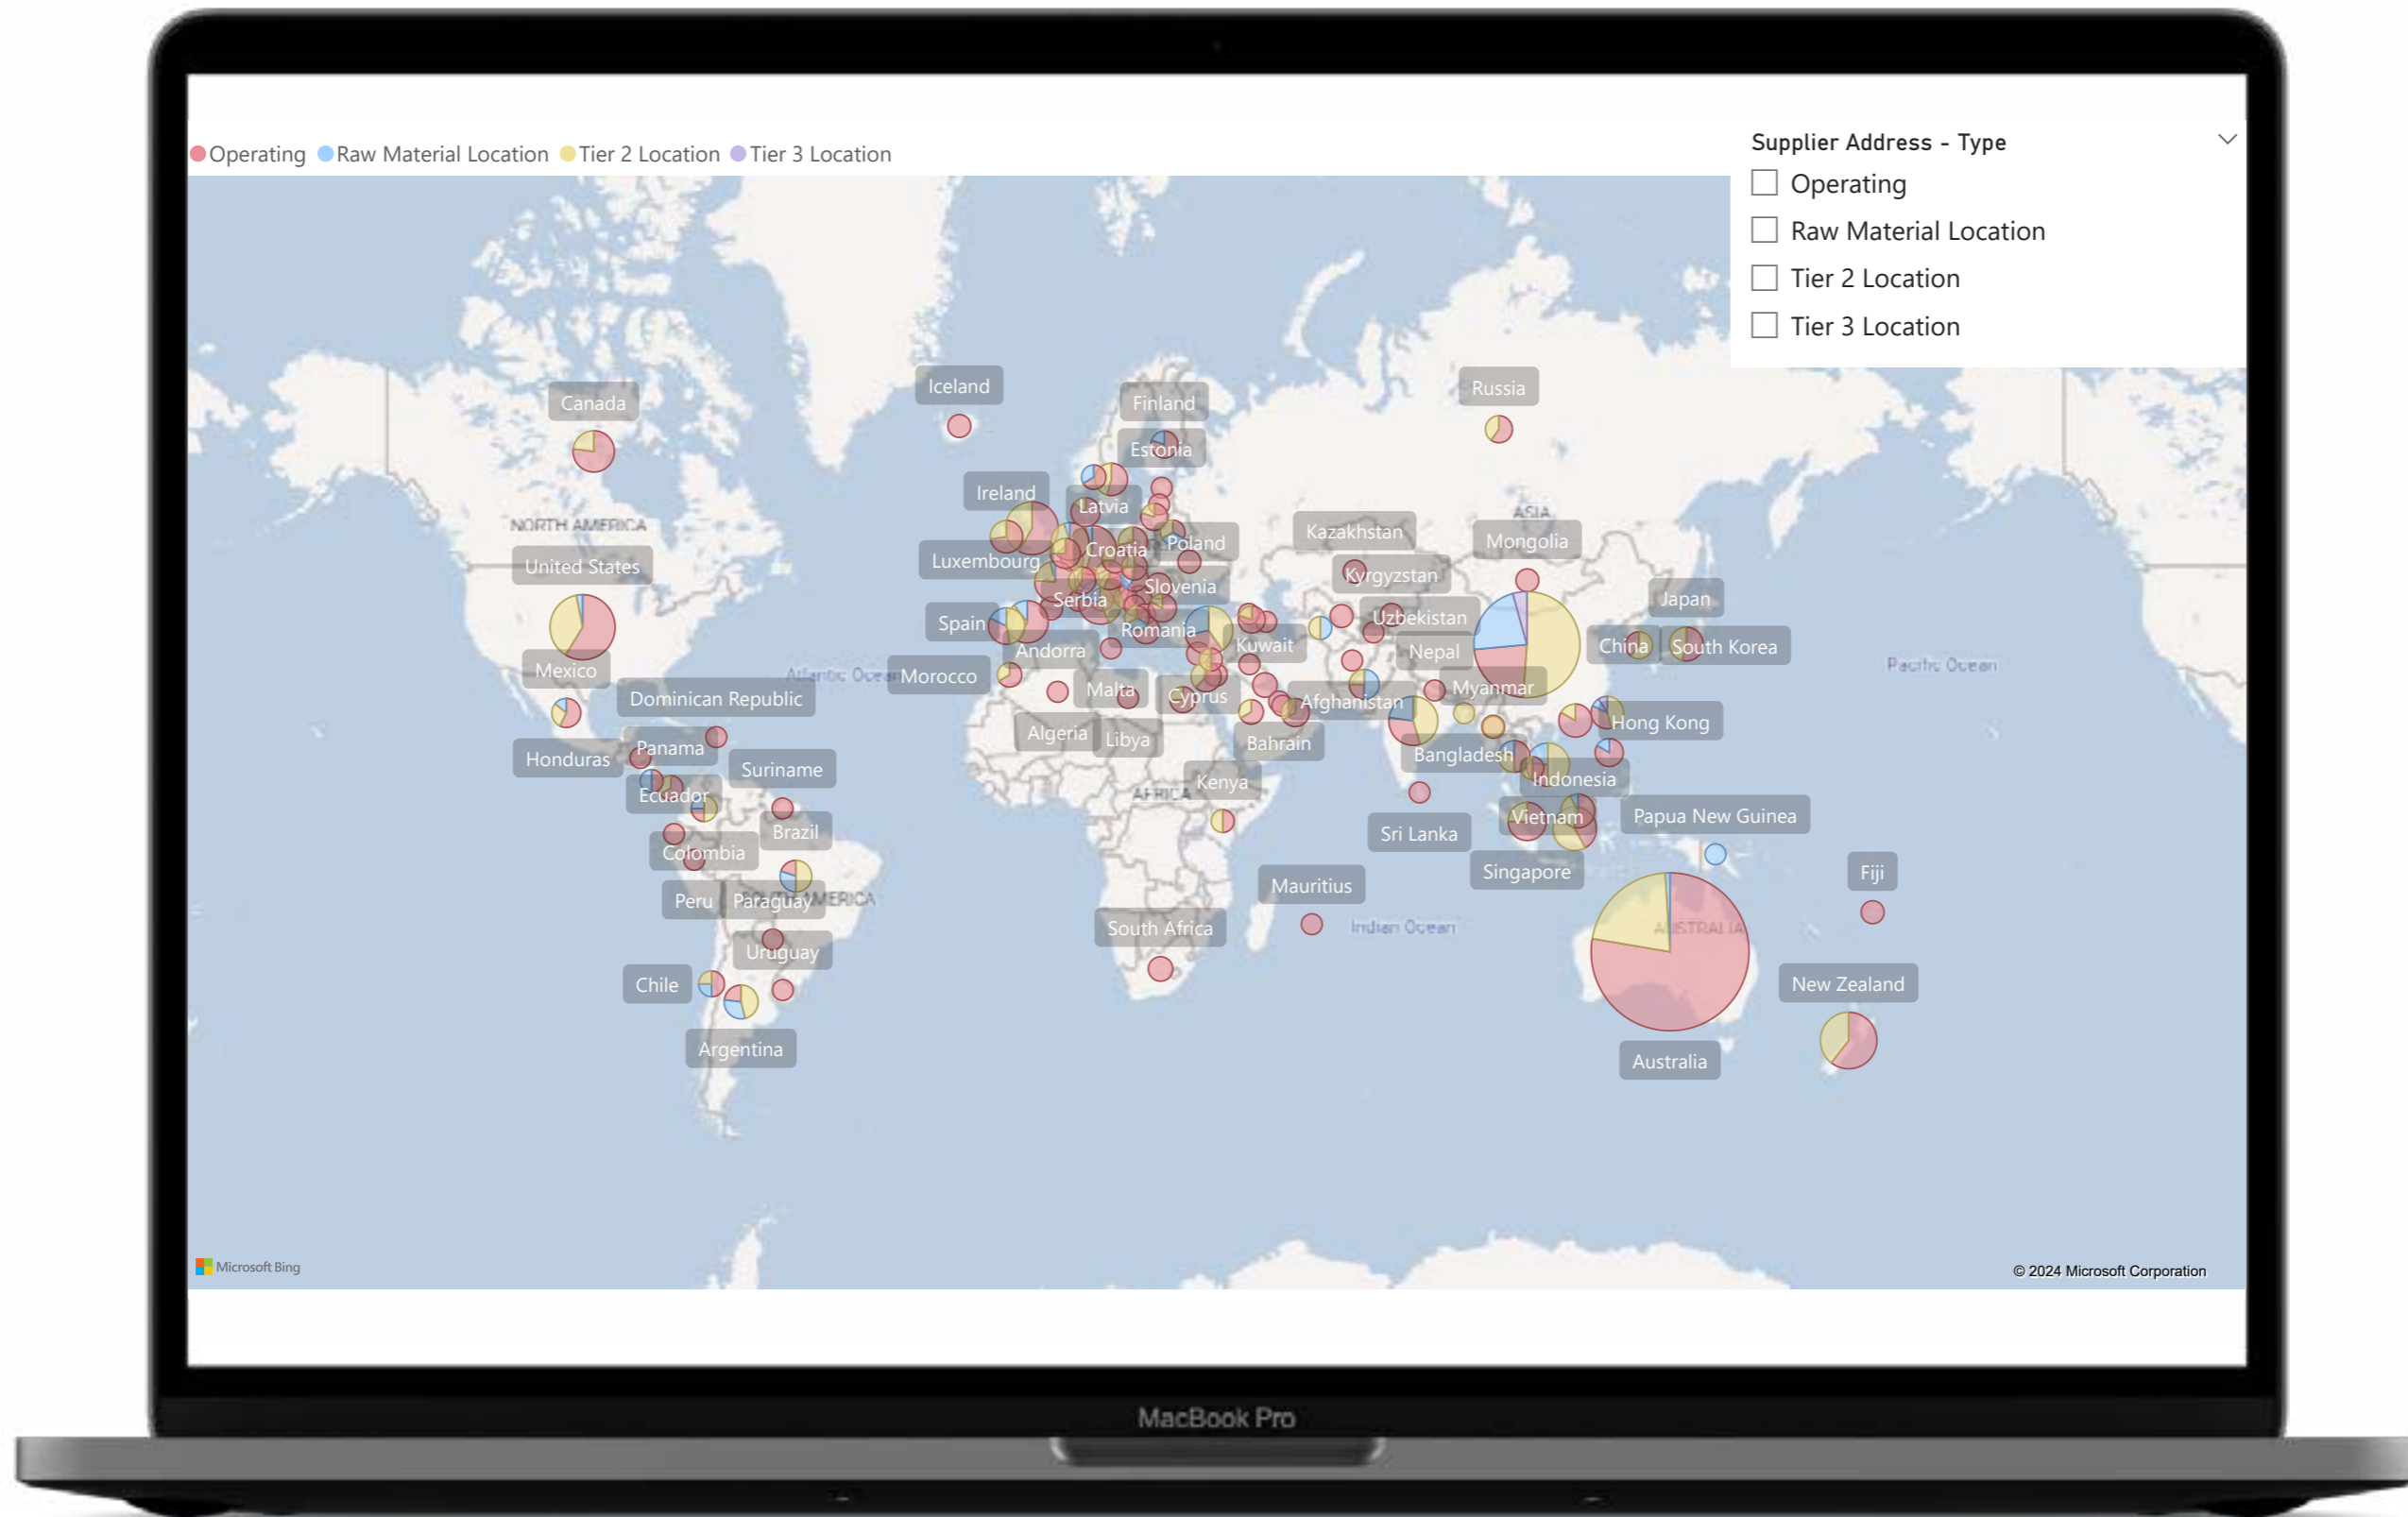 Operating Raw Material Location Tier 2 Location Tier 3 Location
Supplier Address - Type
Operating
Raw Material Location
Tier 2 Location
Tier 3 Location
Iceland
Finland
Russia
Canada
Estonia
Ireland
Latvia
NORTH AMERICA
ASIA
Kazakhstan
Mongolia
Croatia
Poland
Luxembourg
United States
Kyrgyzstan
Slovenia
Japan
Serbia
Spain
Romania
Uzbekistan
Kuwait
China
South Korea
Andorra
Nepal
Mexico
Atlantic Ocean
Pacific Ocean
Morocco
Malta
Cyprus
Myanmar
Dominican Republic
Afghanistan
Hong Kong
Algeria
Libya
Bahrain
Panama
Honduras
Bangladesh
Suriname
Kenya
Indonesia
Ecuador
AFRICA
Vietnam
Papua New Guinea
Brazil
Sri Lanka
Colombia
Singapore
Fiji
Mauritius
Peru
Paraguay
SOUTH AMERICA
South Africa
Indian Ocean
AUSTRALIA
Uruguay
Chile
New Zealand
Argentina
Australia
Microsoft Bing
© 2024 Microsoft Corporation
MacBook Pro